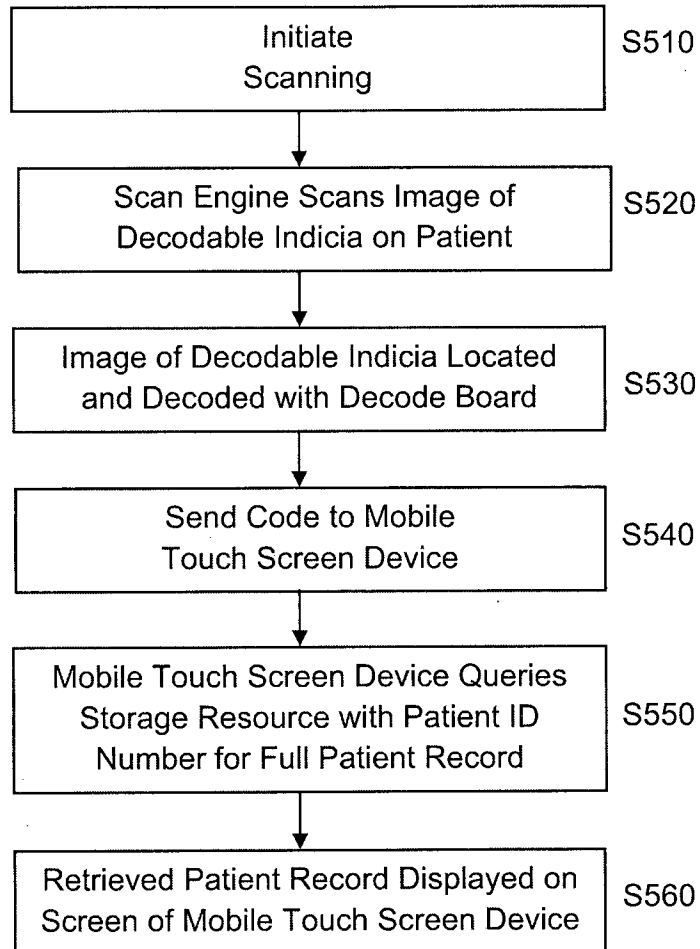 Initiate
Scanning
S510
Scan Engine Scans Image of
Decodable Indicia on Patient
S520
Image of Decodable Indicia Located
and Decoded with Decode Board
S530
Send Code to Mobile
Touch Screen Device
S540
Mobile Touch Screen Device Queries
Storage Resource with Patient ID
Number for Full Patient Record
S550
Retrieved Patient Record Displayed on
Screen of Mobile Touch Screen Device
S560